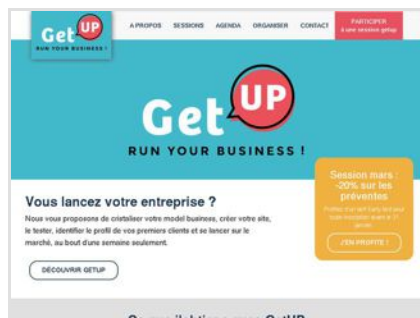 Get UP
RUN YOUR BUSINESS !
A PROPOS SESSIONS AGENDA ORGANISER CONTACT
PARTICIPER
à une session getup
Get UP
RUN YOUR BUSINESS !
Session mars :
-20% sur les
préventes
J'EN PROFITE !
Vous lancez votre entreprise ?
Nous vous proposons de cristaliser votre model business, créer votre site,
le tester, identifier le profil de vos premiers clients et se lancer sur le
marché, au bout d'une semaine seulement.
DÉCOUVRIR GETUP